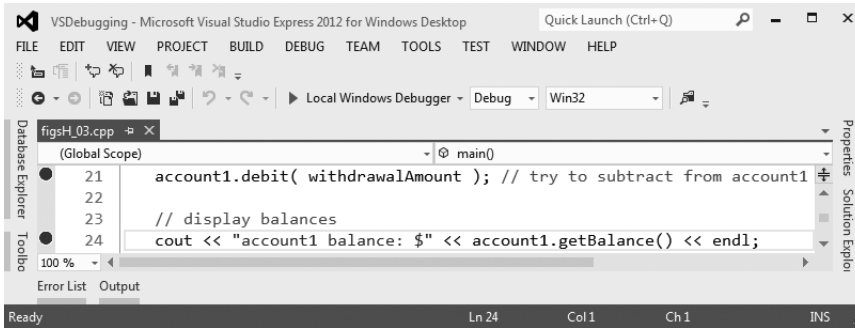 VSDebugging - Microsoft Visual Studio Express 2012 for Windows Desktop
Quick Launch (Ctrl+Q)
FILE EDIT VIEW PROJECT BUILD DEBUG TEAM TOOLS TEST WINDOW HELP
Local Windows Debugger Debug Win32
Database Explorer
Toolbo
figsH_03.cpp
(Global Scope) main()
21 account1.debit( withdrawalAmount ); // try to subtract from account1
22
23 // display balances
24 cout << "account1 balance: $" << account1.getBalance() << endl;
100 %
Properties
Solution Explor
Error List Output
Ready Ln 24 Col 1 Ch 1 INS